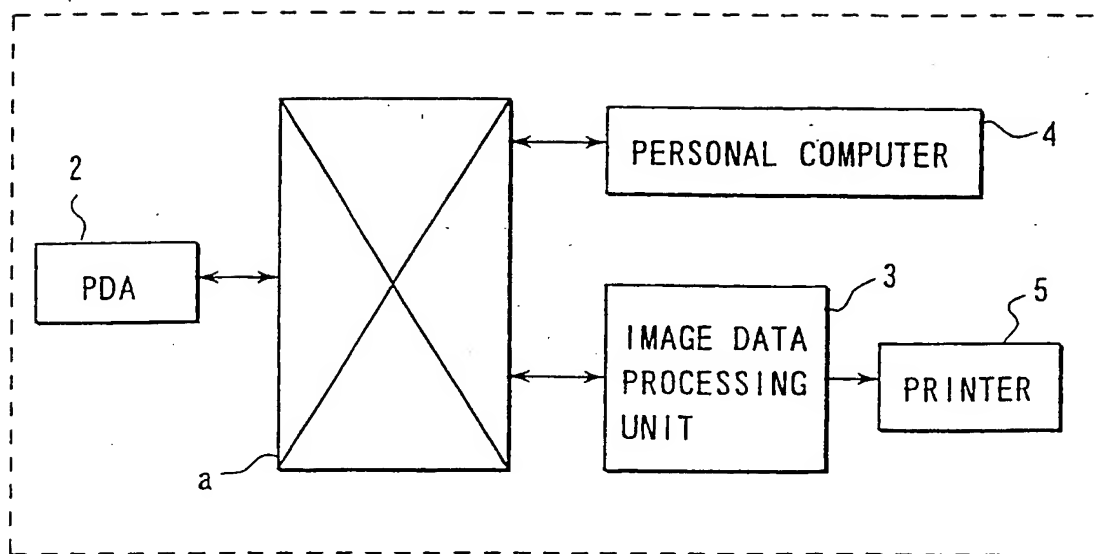 2
PDA
a
PERSONAL COMPUTER
4
3
IMAGE DATA
PROCESSING
UNIT
5
PRINTER